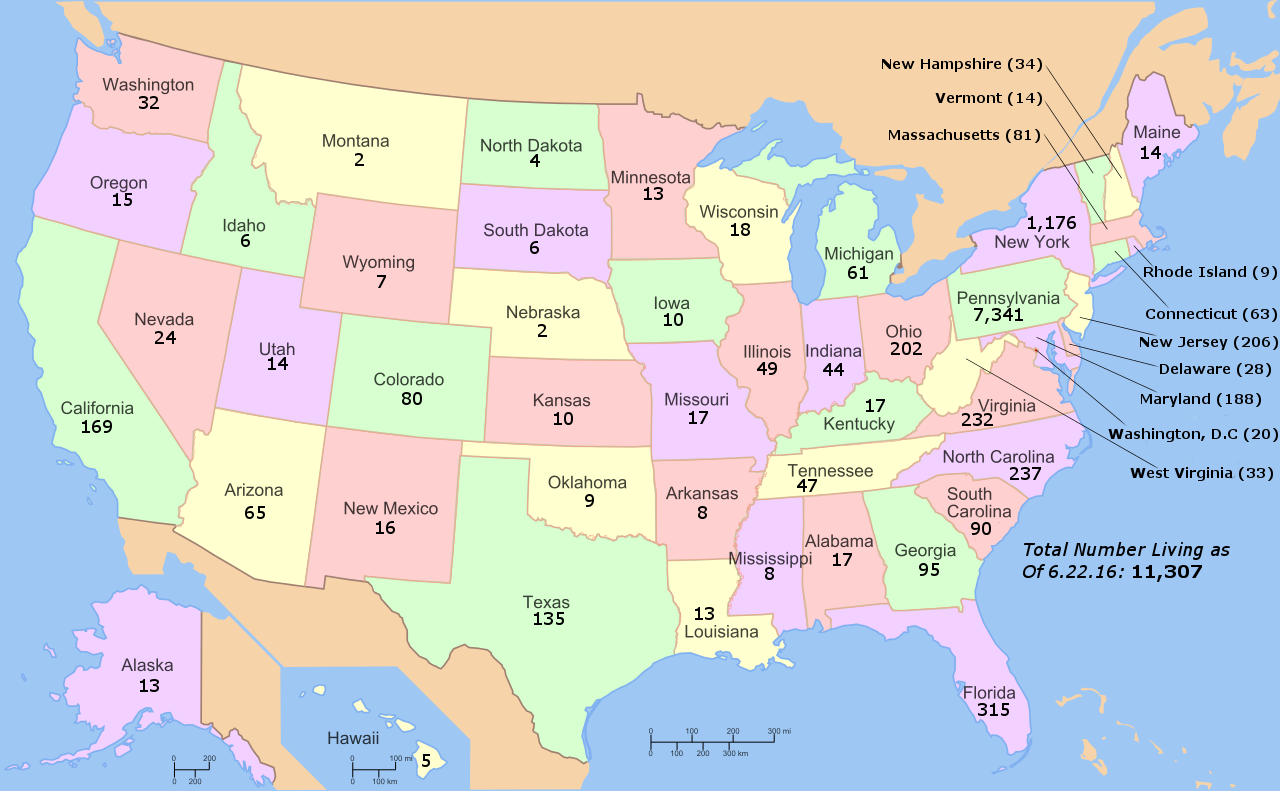 New Hampshire (34)
Vermont (14)
Massachusetts (81)
Washington
32
Maine
14
Montana
2
North Dakota
4
Minnesota
13
Oregon
15
Idaho
6
South Dakota
6
Wisconsin
18
Michigan
61
1,176
New York
Wyoming
7
Rhode Island (9)
Connecticut (63)
New Jersey (206)
Delaware (28)
Maryland (188)
Washington, D.C (20)
West Virginia (33)
Nevada
24
Utah
14
Nebraska
2
Iowa
10
Pennsylvania
7,341
Illinois
49
Indiana
44
Ohio
202
California
169
Colorado
80
Kansas
10
Missouri
17
17
Kentucky
Virginia
232
Arizona
65
New Mexico
16
Oklahoma
9
Arkansas
8
Tennessee
47
North Carolina
237
South
Carolina
90
Mississippi
8
Alabama
17
Georgia
95
Total Number Living as
Of 6.22.16: 11,307
Texas
135
13
Louisiana
Florida
315
Alaska
13
Hawaii
5
0 200
0 200
0 100 mi
0 100 km
0 100 200 300 mi
0 100 200 300 km